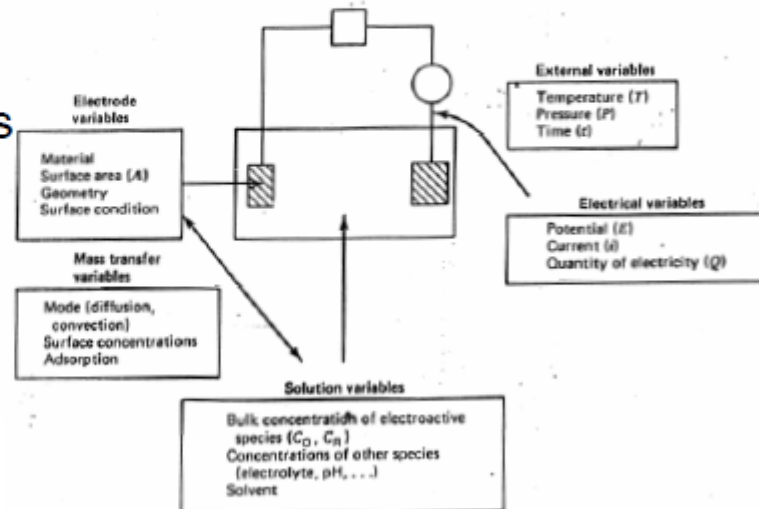 S
Electrode
variables
Material
Surface area (A)
Geometry
Surface condition
Mass transfer
variables
Mode (diffusion,
convection)
Surface concentrations
Adsorption
External variables
Temperature (T)
Pressure (P)
Time (t)
Electrical variables
Potential (E)
Current (i)
Quantity of electricity (Q)
Solution variables
Bulk concentration of electroactive
species (C_O, C_R)
Concentrations of other species
(electrolyte, pH, . . .)
Solvent